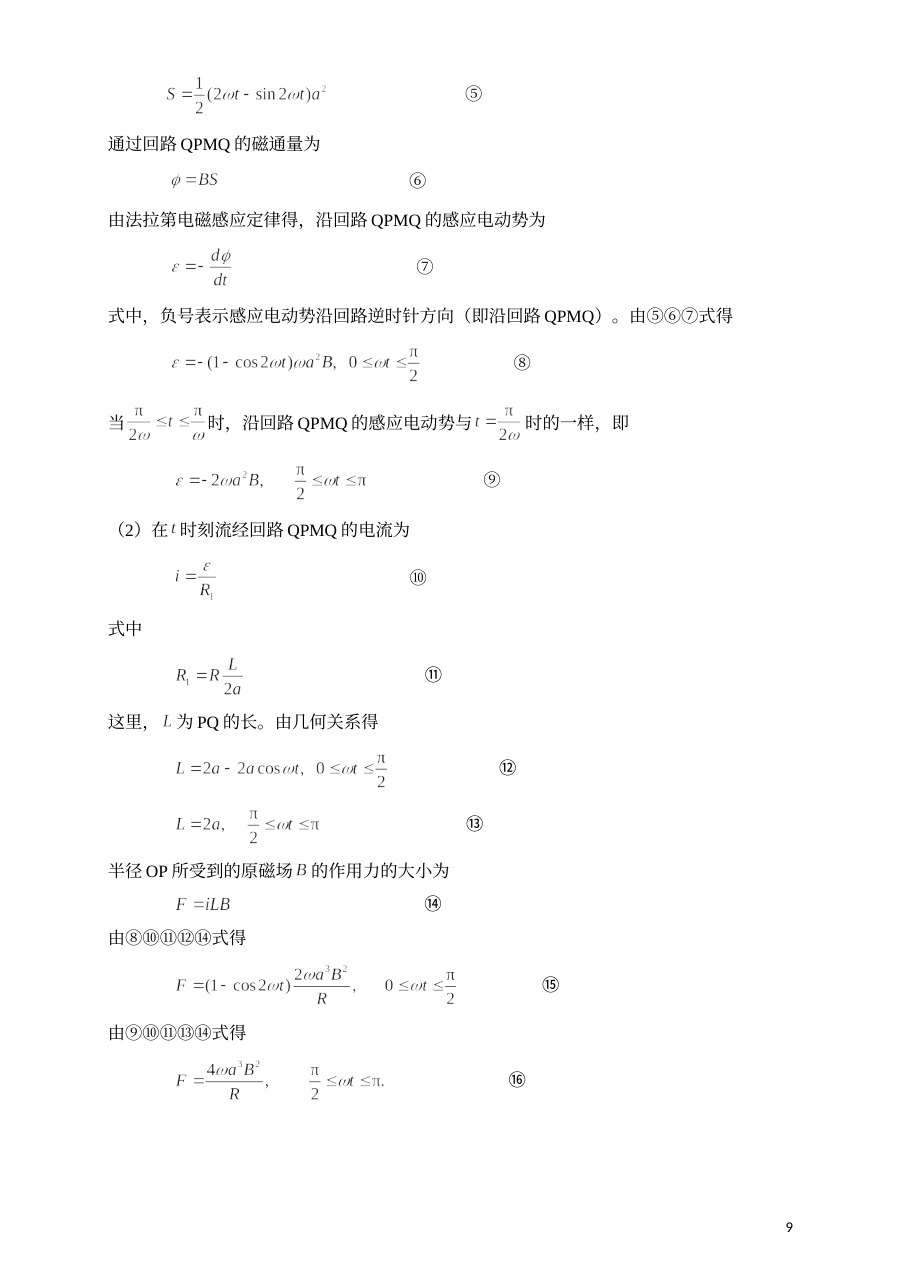 S =1/2(2ωt − sin2ωt)a² ⑤
通过回路 QPMQ 的磁通量为
φ =BS ⑥
由法拉第电磁感应定律得，沿回路 QPMQ 的感应电动势为
ε =− dφ/dt ⑦
式中，负号表示感应电动势沿回路逆时针方向（即沿回路 QPMQ）。由⑤⑥⑦式得
ε =− (1− cos2ωt)ωa²B, 0 ≤ωt ≤π/2 ⑧
当 π/2ω ≤t ≤π/ω 时，沿回路 QPMQ 的感应电动势与 t =π/2ω 时的一样，即
ε =− 2ωa²B, π/2 ≤ωt ≤π ⑨
（2）在 t 时刻流经回路 QPMQ 的电流为
i =ε/R₁ ⑩
式中
R₁ =R L/2a ⑪
这里， L 为 PQ 的长。由几何关系得
L =2a − 2a cosωt, 0 ≤ωt ≤π/2 ⑫
L =2a, π/2 ≤ωt ≤π ⑬
半径 OP 所受到的原磁场 B 的作用力的大小为
F =iLB ⑭
由⑧⑩⑪⑫⑭式得
F =(1− cos2ωt) 2ωa³B²/R, 0 ≤ωt ≤π/2 ⑮
由⑨⑩⑪⑬⑭式得
F =4ωa³B²/R, π/2 ≤ωt ≤π. ⑯
9